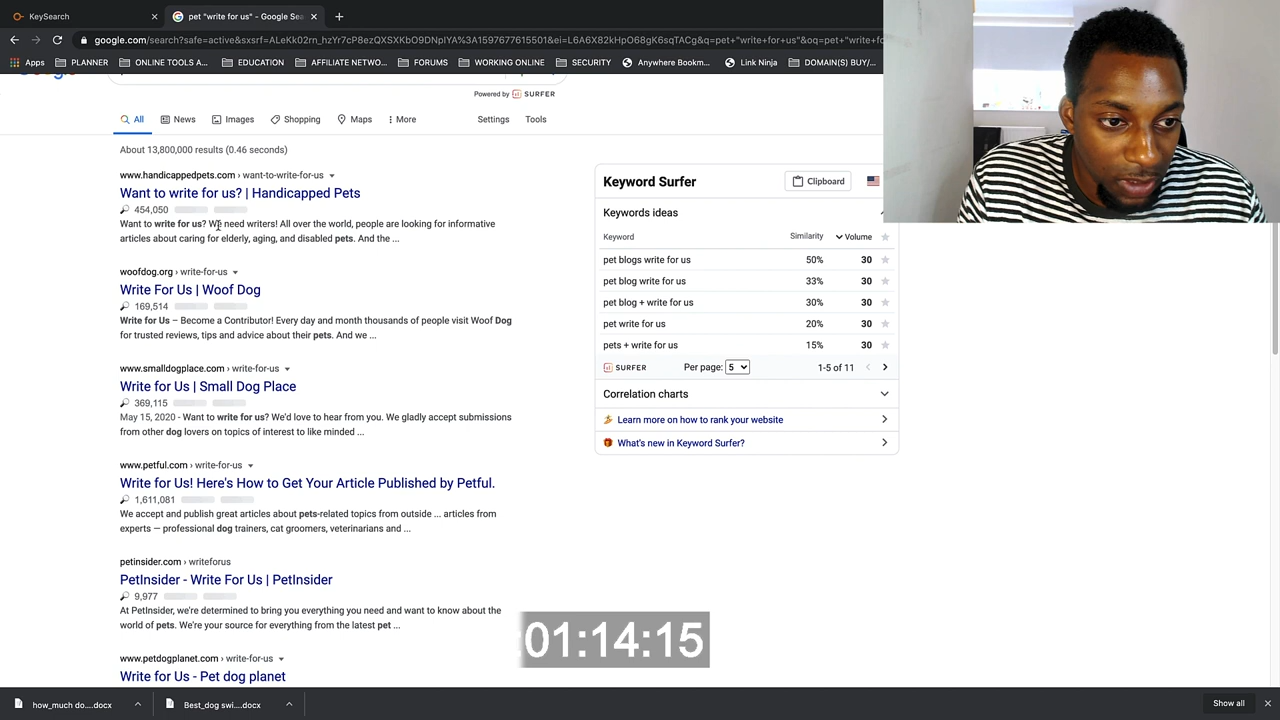 KeySearch
pet "write for us" - Google Sea
google.com/search?safe=active&sxsrf=ALeKk02rn_hzYr7cP8ezQXSXKbO9DNpIYA%3A1597677615501&ei=L6A6X82kHpO68gK6sqTACg&q=pet+"write+for+us"&oq=pet+"write+fo
Apps PLANNER ONLINE TOOLS A... EDUCATION AFFILIATE NETWO... FORUMS WORKING ONLINE SECURITY Anywhere Bookm... Link Ninja DOMAIN(S) BUY/...
Powered by SURFER
All News Images Shopping Maps More Settings Tools
About 13,800,000 results (0.46 seconds)
www.handicappedpets.com › want-to-write-for-us
Want to write for us? | Handicapped Pets
454,050
Want to write for us? We need writers! All over the world, people are looking for informative
articles about caring for elderly, aging, and disabled pets. And the ...
woofdog.org › write-for-us
Write For Us | Woof Dog
169,514
Write for Us – Become a Contributor! Every day and month thousands of people visit Woof Dog
for trusted reviews, tips and advice about their pets. And we ...
www.smalldogplace.com › write-for-us
Write for Us | Small Dog Place
369,115
May 15, 2020 - Want to write for us? We'd love to hear from you. We gladly accept submissions
from other dog lovers on topics of interest to like minded ...
www.petful.com › write-for-us
Write for Us! Here's How to Get Your Article Published by Petful.
1,611,081
We accept and publish great articles about pets-related topics from outside ... articles from
experts — professional dog trainers, cat groomers, veterinarians and ...
petinsider.com › writeforus
PetInsider - Write For Us | PetInsider
9,977
At PetInsider, we're determined to bring you everything you need and want to know about the
world of pets. We're your source for everything from the latest pet ...
www.petdogplanet.com › write-for-us
Write for Us - Pet dog planet
Keyword Surfer Clipboard
Keywords ideas
Keyword Similarity Volume
pet blogs write for us 50% 30
pet blog write for us 33% 30
pet blog + write for us 30% 30
pet write for us 20% 30
pets + write for us 15% 30
SURFER Per page: 5 1-5 of 11
Correlation charts
Learn more on how to rank your website
What's new in Keyword Surfer?
01:14:15
how_much do....docx Best_dog swi....docx Show all